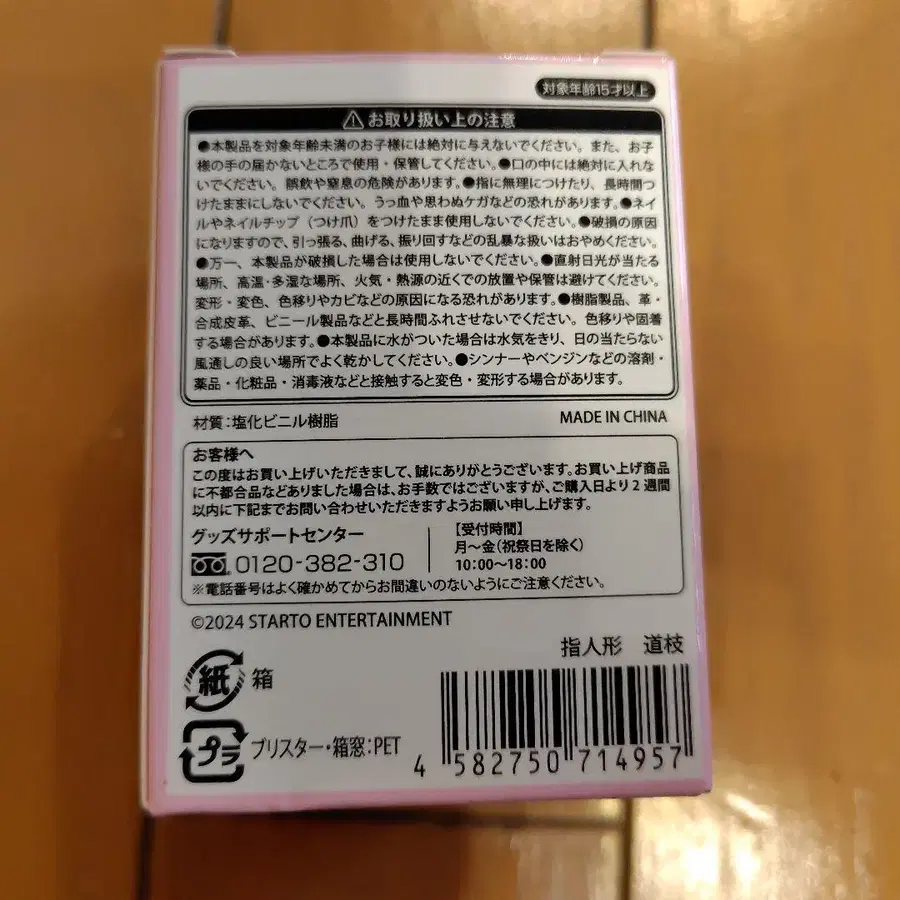 対象年齢15才以上
⚠お取り扱い上の注意
●本製品を対象年齢未満のお子様には絶対に与えないでください。また、お子
様の手の届かないところで使用・保管してください。●口の中には絶対に入れな
いでください。誤飲や窒息の危険があります。●指に無理につけたり、長時間つ
けたままにしないでください。うっ血や思わぬケガなどの恐れがあります。●ネイ
ルやネイルチップ（つけ爪）をつけたまま使用しないでください。●破損の原因
になりますので、引っ張る、曲げる、振り回すなどの乱暴な扱いはおやめください。
●万一、本製品が破損した場合は使用しないでください。●直射日光が当たる
場所、高温・多湿な場所、火気・熱源の近くでの放置や保管は避けてください。
変形・変色、色移りやカビなどの原因になる恐れがあります。●樹脂製品、革・
合成皮革、ビニール製品などと長時間ふれさせないでください。色移りや固着
する場合があります。●本製品に水がついた場合は水気をきり、日の当たらない
風通しの良い場所でよく乾かしてください。●シンナーやベンジンなどの溶剤・
薬品・化粧品・消毒液などと接触すると変色・変形する場合があります。
材質：塩化ビニル樹脂 MADE IN CHINA
お客様へ
この度はお買い上げいただきまして、誠にありがとうございます。お買い上げ商品
に不都合品などありました場合は、お手数ではございますが、ご購入日より2週間
以内に下記までお問い合わせいただきますようお願い申し上げます。
グッズサポートセンター
0120-382-310
【受付時間】
月〜金（祝祭日を除く）
10:00〜18:00
※電話番号はよく確かめてからお間違いのないようにご注意ください。
©2024 STARTO ENTERTAINMENT
指人形 道枝
紙 箱
プラ ブリスター・箱窓：PET
4 582750 714957